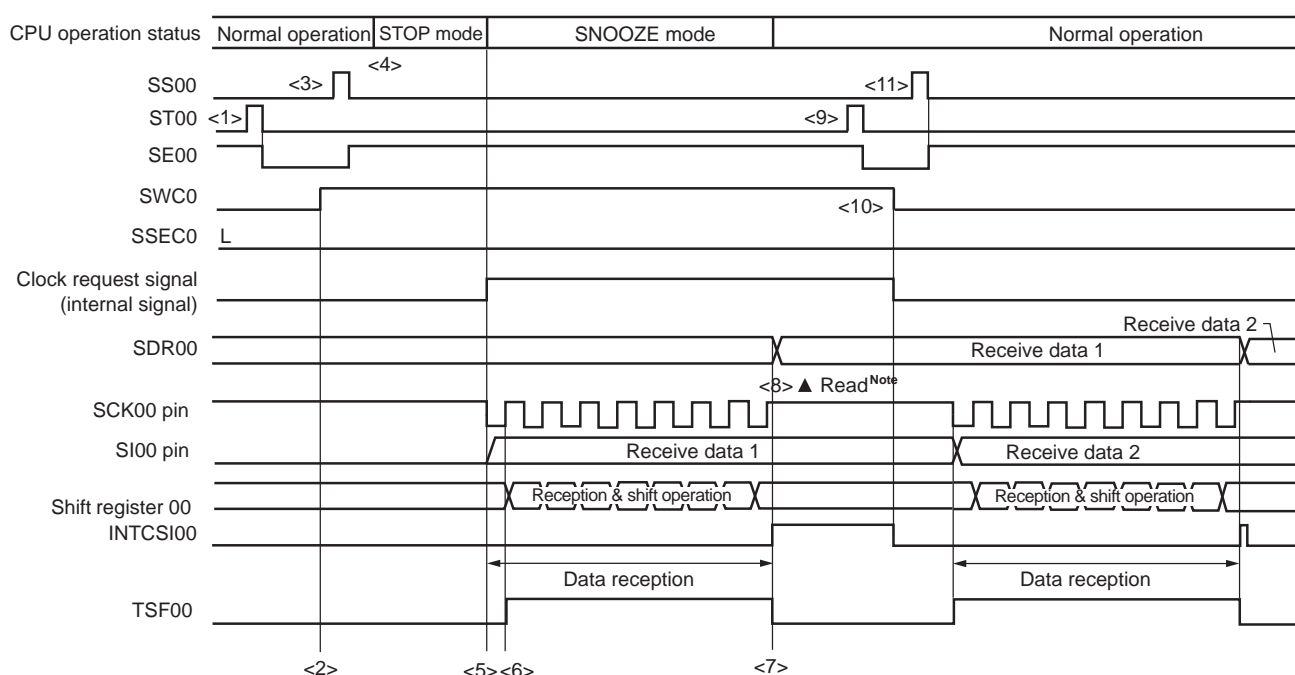 CPU operation status Normal operation STOP mode SNOOZE mode Normal operation
<4>
SS00 <3> <11>
ST00 <1> <9>
SE00
SWC0 <10>
SSEC0 L
Clock request signal
(internal signal)
Receive data 2
SDR00 Receive data 1
<8> ▲ Read Note
SCK00 pin
SI00 pin Receive data 1 Receive data 2
Shift register 00 Reception & shift operation Reception & shift operation
INTCSI00
Data reception Data reception
TSF00
<2> <5> <6> <7>